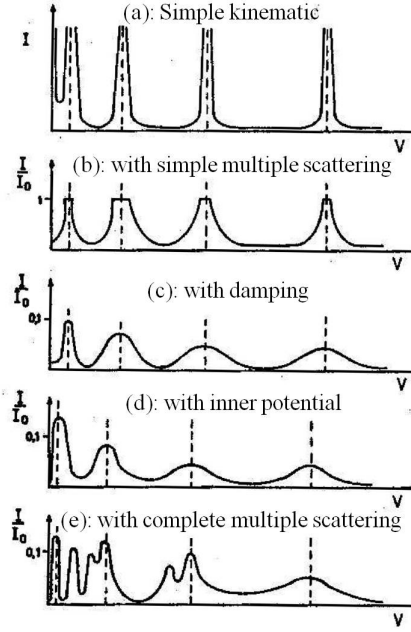 (a): Simple kinematic
I
V
(b): with simple multiple scattering
I
I₀
1
V
(c): with damping
I
I₀
0,1
V
(d): with inner potential
I
I₀
0,1
V
(e): with complete multiple scattering
I
I₀
0,1
V